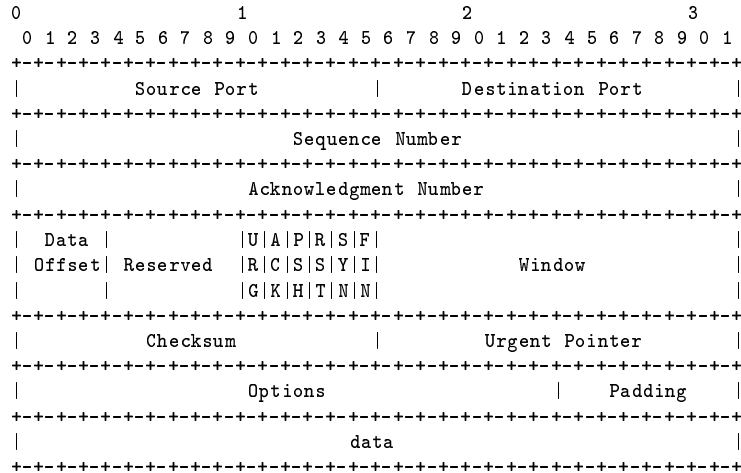 0                   1                   2                   3
 0 1 2 3 4 5 6 7 8 9 0 1 2 3 4 5 6 7 8 9 0 1 2 3 4 5 6 7 8 9 0 1
+-+-+-+-+-+-+-+-+-+-+-+-+-+-+-+-+-+-+-+-+-+-+-+-+-+-+-+-+-+-+-+-+
|          Source Port          |       Destination Port        |
+-+-+-+-+-+-+-+-+-+-+-+-+-+-+-+-+-+-+-+-+-+-+-+-+-+-+-+-+-+-+-+-+
|                        Sequence Number                        |
+-+-+-+-+-+-+-+-+-+-+-+-+-+-+-+-+-+-+-+-+-+-+-+-+-+-+-+-+-+-+-+-+
|                    Acknowledgment Number                      |
+-+-+-+-+-+-+-+-+-+-+-+-+-+-+-+-+-+-+-+-+-+-+-+-+-+-+-+-+-+-+-+-+
|  Data |           |U|A|P|R|S|F|                               |
| Offset| Reserved  |R|C|S|S|Y|I|            Window             |
|       |           |G|K|H|T|N|N|                               |
+-+-+-+-+-+-+-+-+-+-+-+-+-+-+-+-+-+-+-+-+-+-+-+-+-+-+-+-+-+-+-+-+
|           Checksum            |         Urgent Pointer        |
+-+-+-+-+-+-+-+-+-+-+-+-+-+-+-+-+-+-+-+-+-+-+-+-+-+-+-+-+-+-+-+-+
|                    Options                    |    Padding    |
+-+-+-+-+-+-+-+-+-+-+-+-+-+-+-+-+-+-+-+-+-+-+-+-+-+-+-+-+-+-+-+-+
|                             data                              |
+-+-+-+-+-+-+-+-+-+-+-+-+-+-+-+-+-+-+-+-+-+-+-+-+-+-+-+-+-+-+-+-+